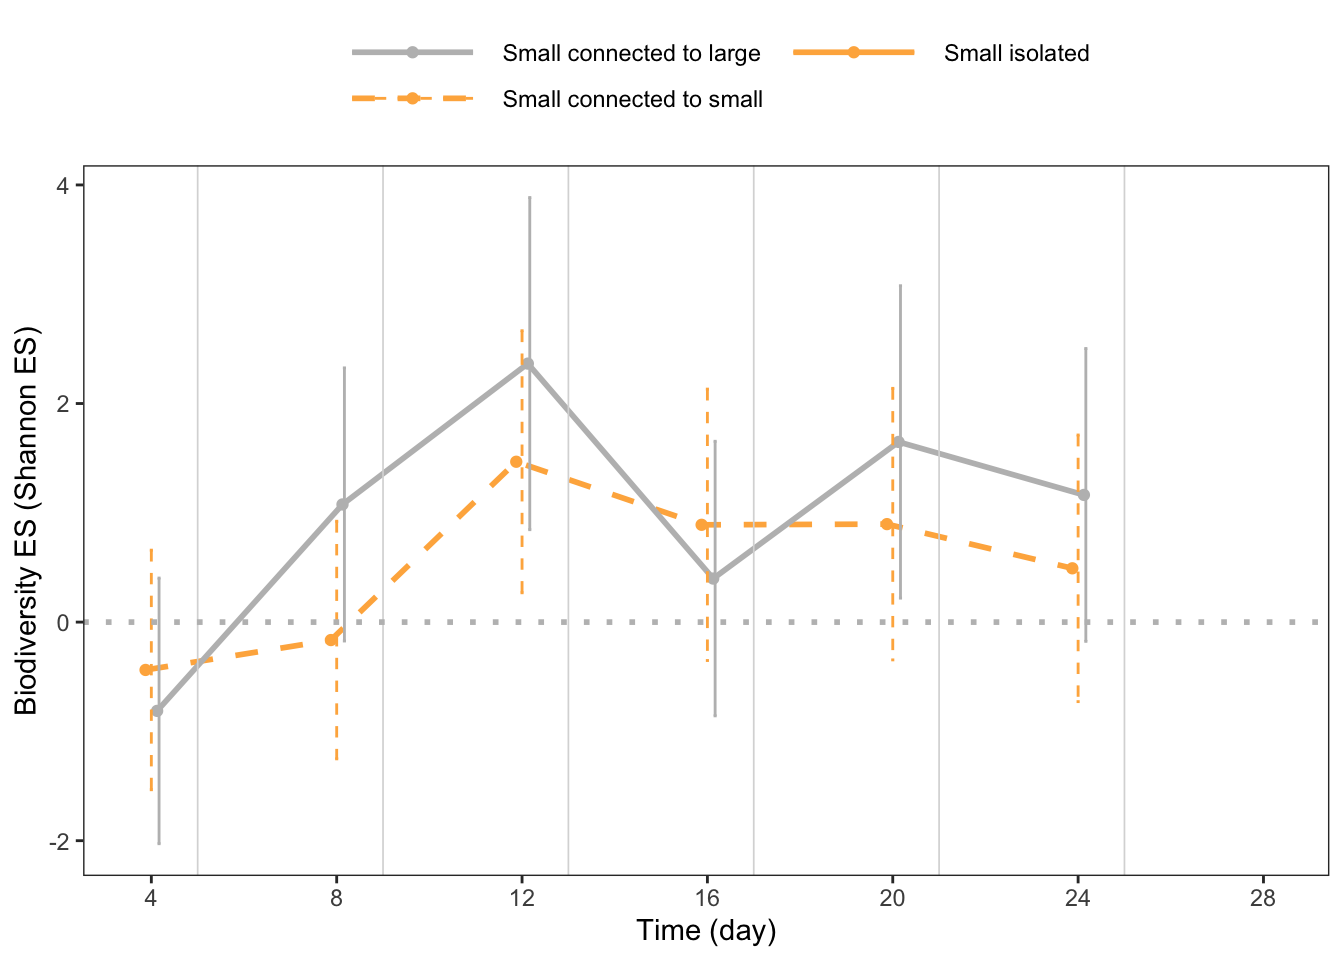 Small connected to large
Small isolated
Small connected to small
Biodiversity ES (Shannon ES)
4
2
0
-2
4
8
12
16
20
24
28
Time (day)